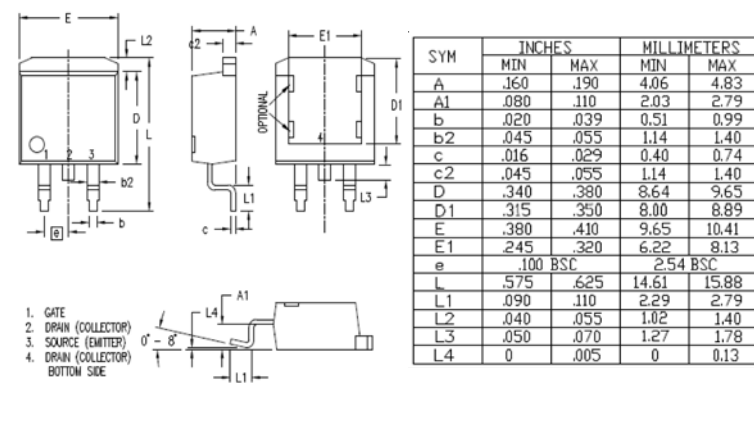 E
L2
D
L
1 2 3
b2
b
e
A
c2
L1
c
E1
OPTIONAL
4
D1
L3
A1
L4
0° - 8°
L1
1. GATE
2. DRAIN (COLLECTOR)
3. SOURCE (EMITTER)
4. DRAIN (COLLECTOR)
BOTTOM SIDE
SYM INCHES MILLIMETERS
MIN MAX MIN MAX
A .160 .190 4.06 4.83
A1 .080 .110 2.03 2.79
b .020 .039 0.51 0.99
b2 .045 .055 1.14 1.40
c .016 .029 0.40 0.74
c2 .045 .055 1.14 1.40
D .340 .380 8.64 9.65
D1 .315 .350 8.00 8.89
E .380 .410 9.65 10.41
E1 .245 .320 6.22 8.13
e .100 BSC 2.54 BSC
L .575 .625 14.61 15.88
L1 .090 .110 2.29 2.79
L2 .040 .055 1.02 1.40
L3 .050 .070 1.27 1.78
L4 0 .005 0 0.13